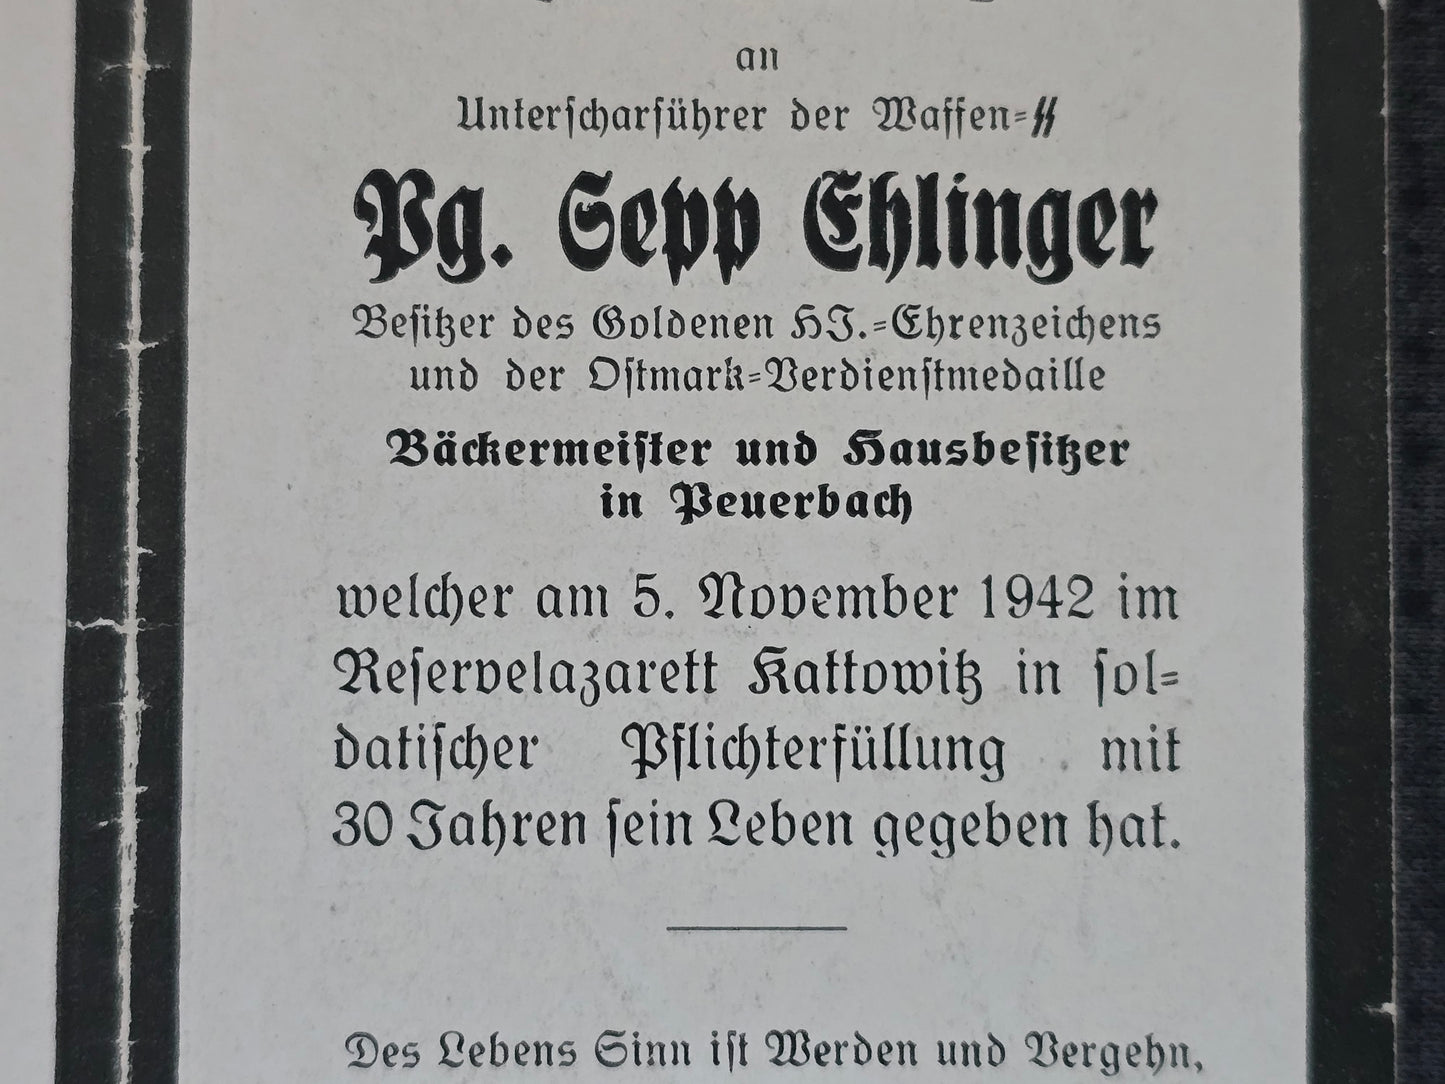 an
Unterscharführer der Waffen=ᛋᛋ
Pg. Sepp Ehlinger
Besitzer des Goldenen HJ.=Ehrenzeichens
und der Ostmark=Verdienstmedaille
Bäckermeister und Hausbesitzer
in Peuerbach
welcher am 5. November 1942 im
Reservelazarett Kattowitz in sol=
datischer Pflichterfüllung mit
30 Jahren sein Leben gegeben hat.
Des Lebens Sinn ist Werden und Vergehn,